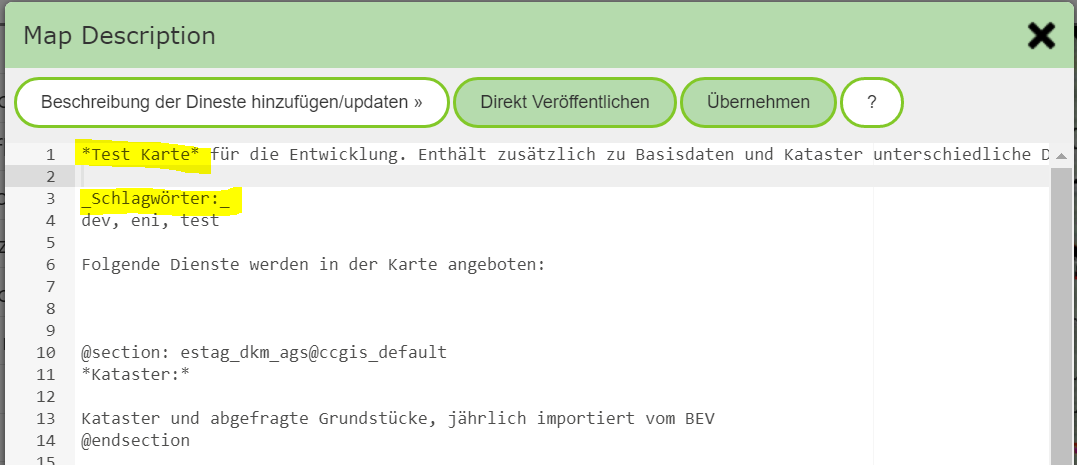 Map Description
Beschreibung der Dineste hinzufügen/updaten »
Direkt Veröffentlichen
Übernehmen
?
1 *Test Karte* für die Entwicklung. Enthält zusätzlich zu Basisdaten und Kataster unterschiedliche D
2
3 _Schlagwörter:_
4 dev, eni, test
5
6 Folgende Dienste werden in der Karte angeboten:
7
8
9
10 @section: estag_dkm_ags@ccgis_default
11 *Kataster:*
12
13 Kataster und abgefragte Grundstücke, jährlich importiert vom BEV
14 @endsection
15